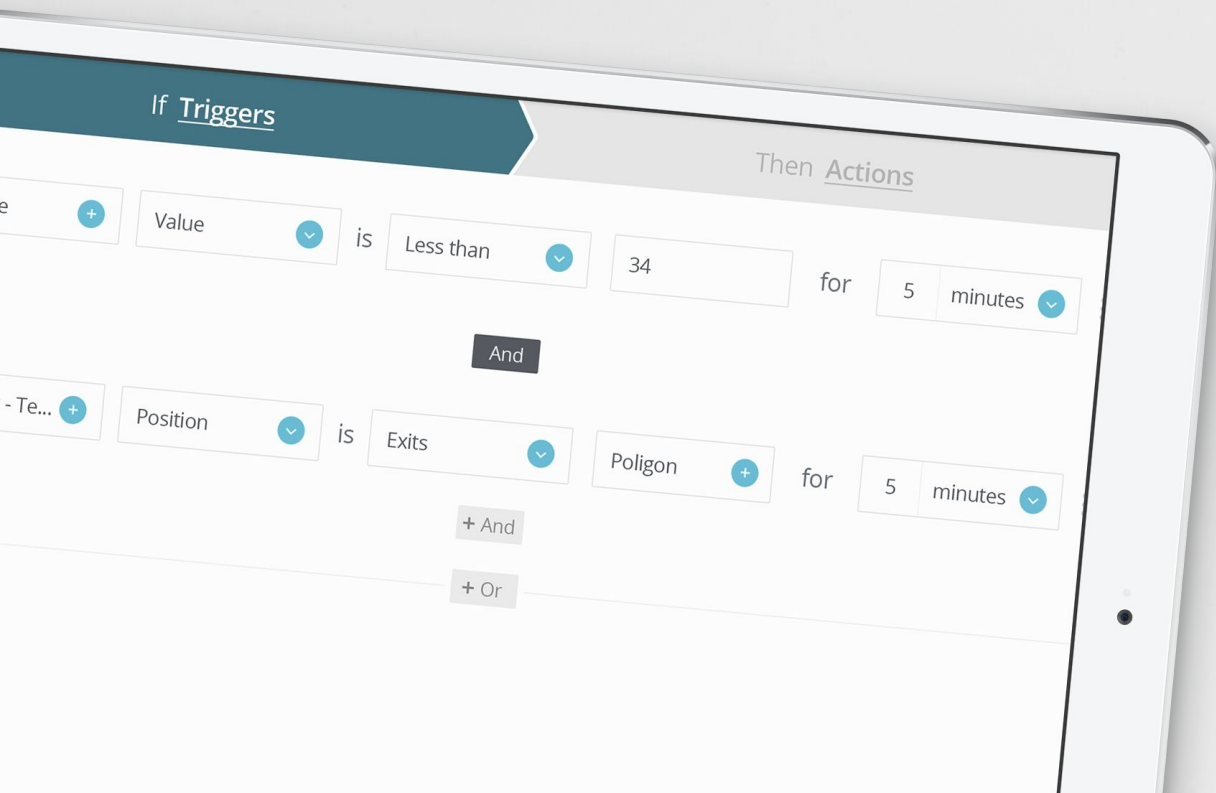 If Triggers
Then Actions
e Value is Less than 34 for 5 minutes
And
- Te... Position is Exits Poligon for 5 minutes
+ And
+ Or